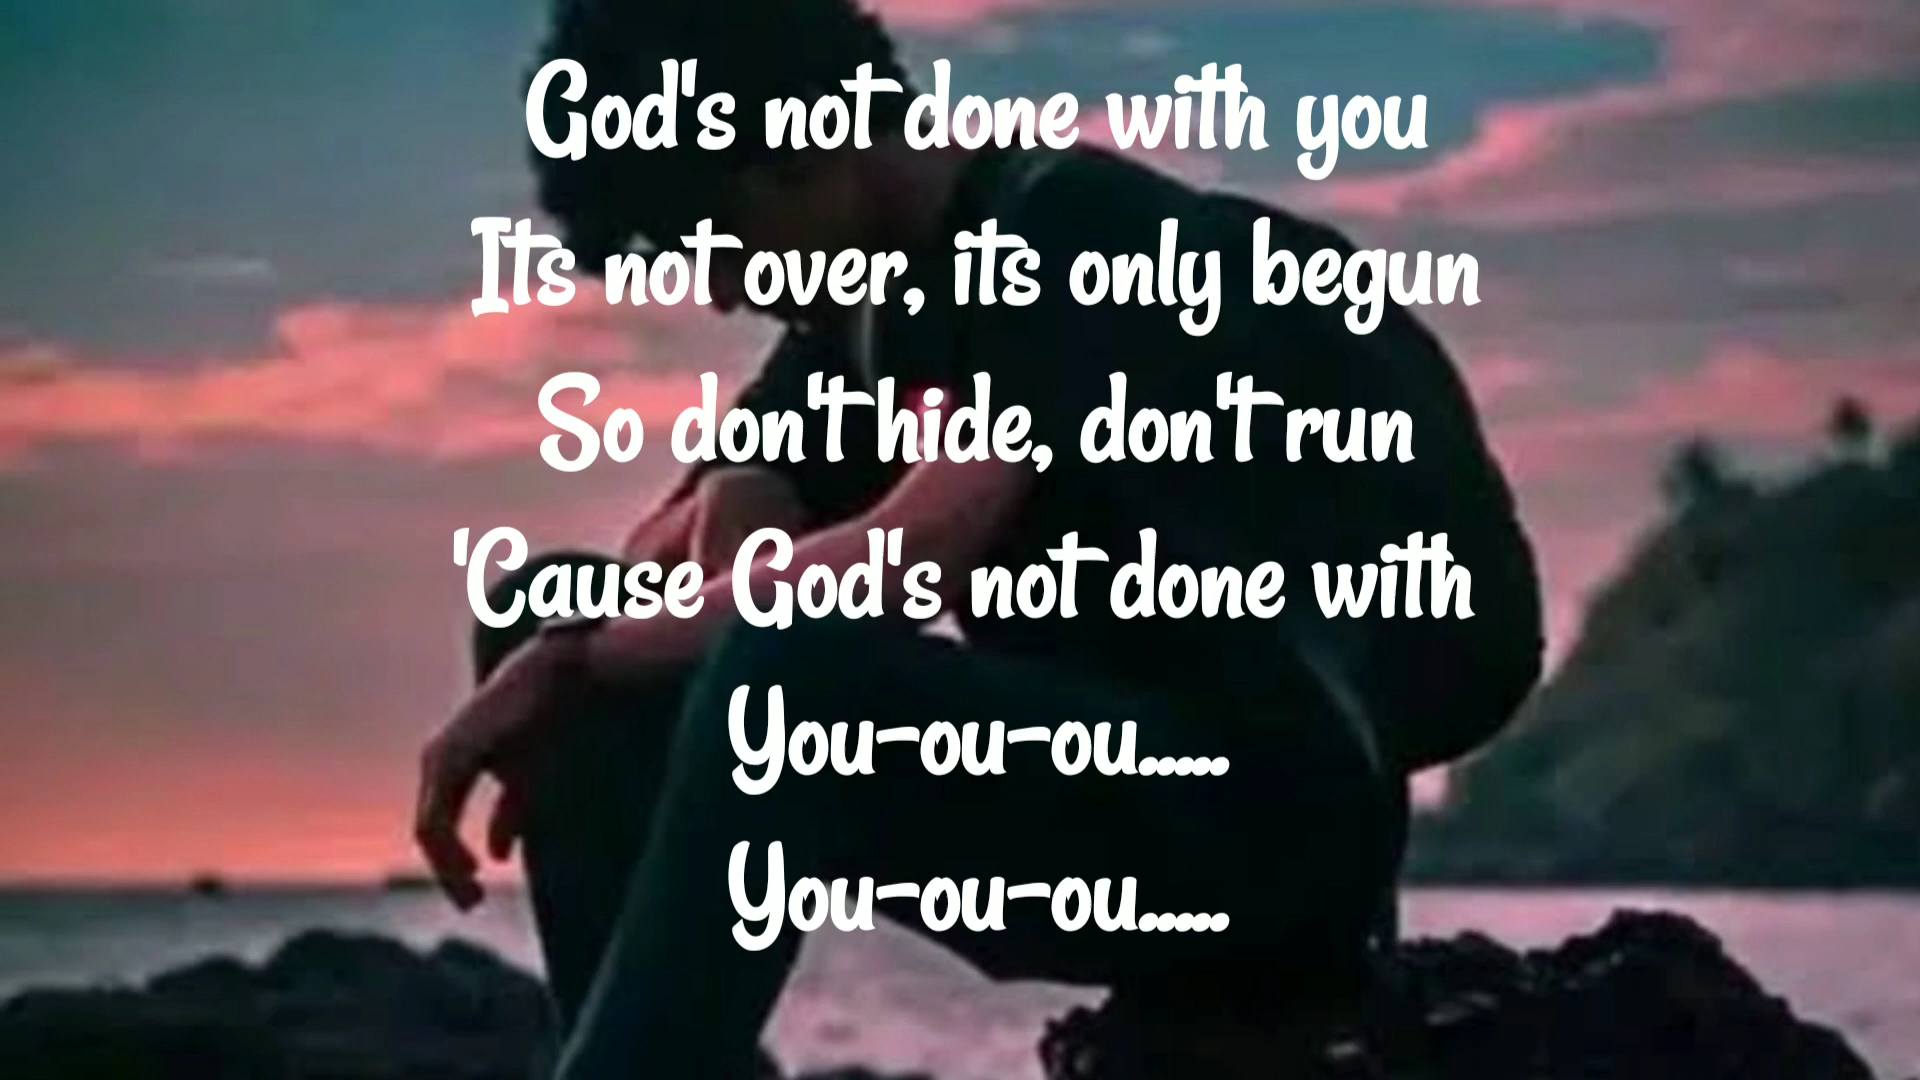 God's not done with you
Its not over, its only begun
So don't hide, don't run
'Cause God's not done with
You-ou-ou.....
You-ou-ou.....